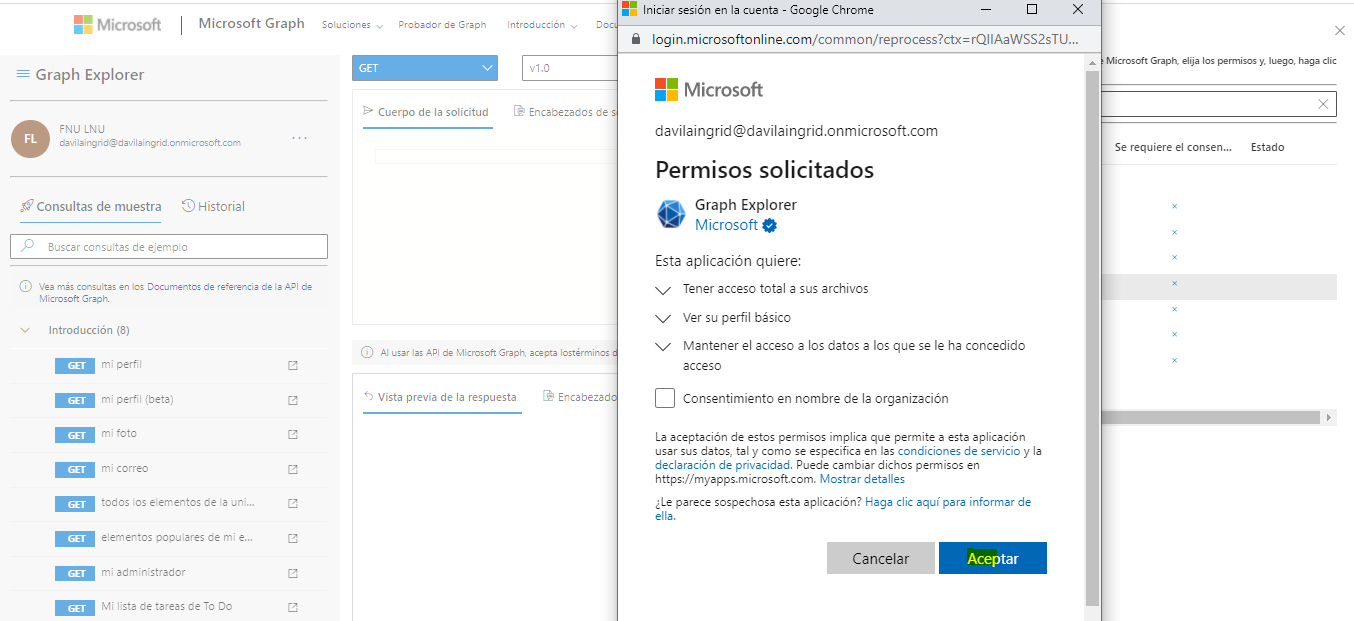 Microsoft
Microsoft Graph
Soluciones
Probador de Graph
Introducción
Graph Explorer
FL
FNU LNU
davilaingrid@davilaingrid.onmicrosoft.com
Consultas de muestra
Historial
Buscar consultas de ejemplo
Vea más consultas en los Documentos de referencia de la API de
Microsoft Graph.
Introducción (8)
GET mi perfil
GET mi perfil (beta)
GET mi foto
GET mi correo
GET todos los elementos de la uni...
GET elementos populares de mi e...
GET mi administrador
GET Mi lista de tareas de To Do
GET
v1.0
Cuerpo de la solicitud
Encabezados de s
Al usar las API de Microsoft Graph, acepta lostérminos d
Vista previa de la respuesta
Encabezado
Iniciar sesión en la cuenta - Google Chrome
login.microsoftonline.com/common/reprocess?ctx=rQIIAaWSS2sTU...
Microsoft
davilaingrid@davilaingrid.onmicrosoft.com
Permisos solicitados
Graph Explorer
Microsoft
Esta aplicación quiere:
Tener acceso total a sus archivos
Ver su perfil básico
Mantener el acceso a los datos a los que se le ha concedido
acceso
Consentimiento en nombre de la organización
La aceptación de estos permisos implica que permite a esta aplicación
usar sus datos, tal y como se especifica en las condiciones de servicio y la
declaración de privacidad. Puede cambiar dichos permisos en
https://myapps.microsoft.com. Mostrar detalles
¿Le parece sospechosa esta aplicación? Haga clic aquí para informar de
ella.
Cancelar
Aceptar
Microsoft Graph, elija los permisos y, luego, haga clic
Se requiere el consen...
Estado